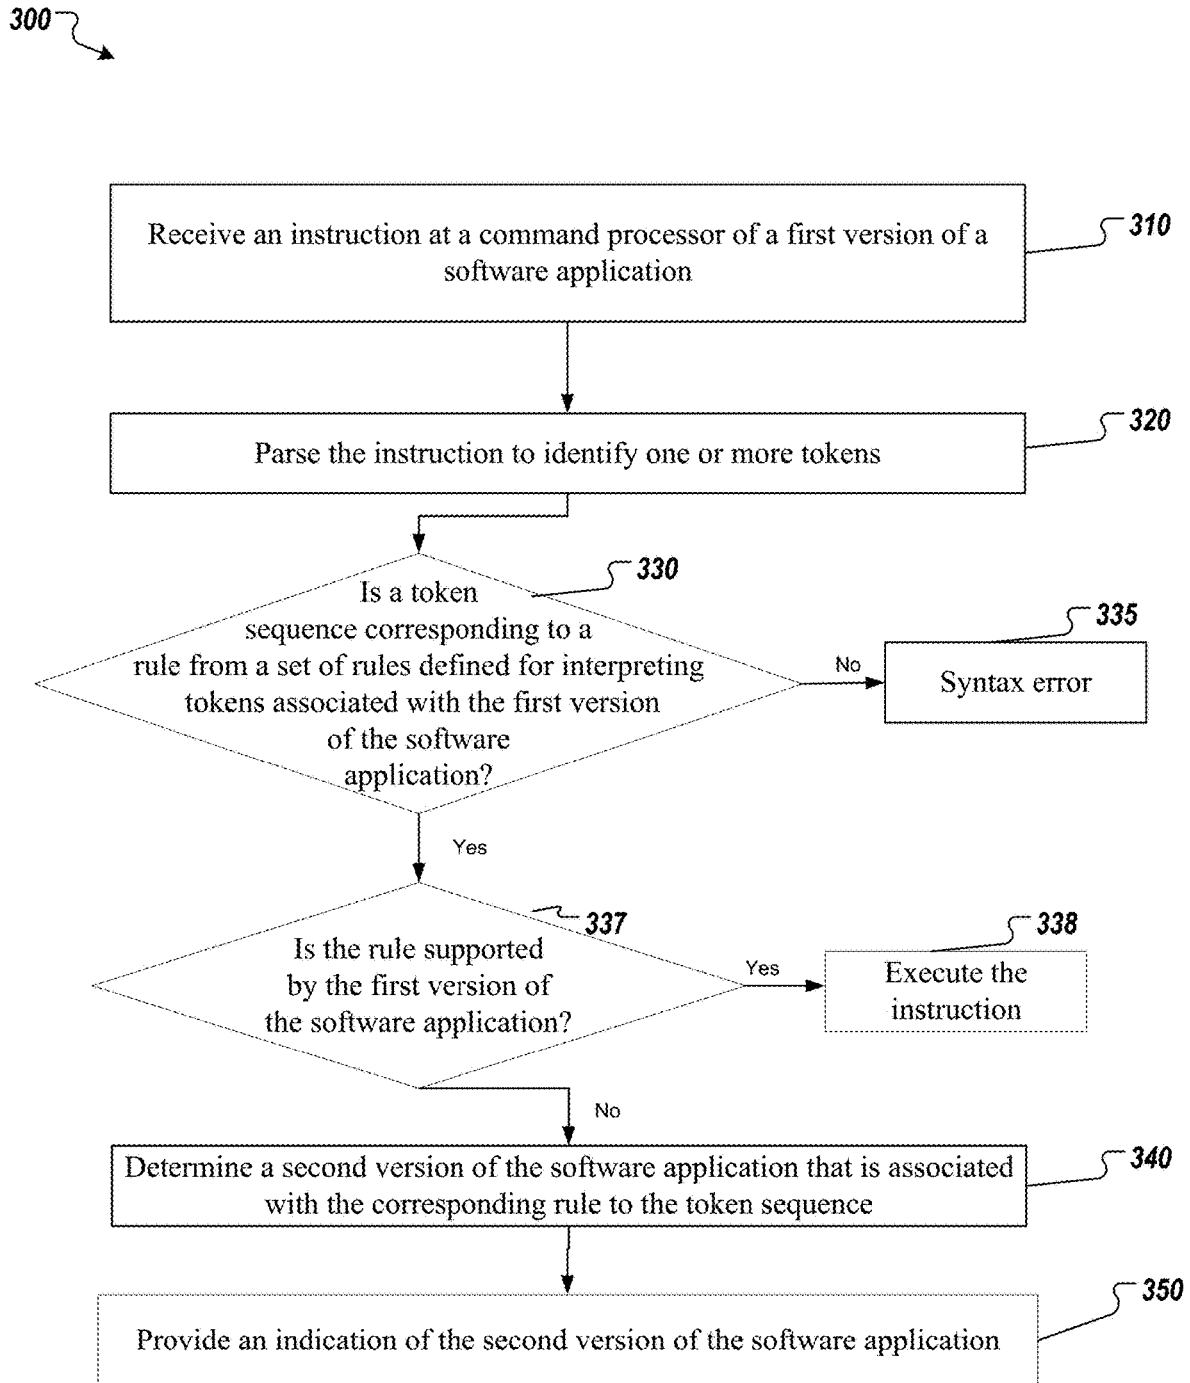 300
310
Receive an instruction at a command processor of a first version of a
software application
320
Parse the instruction to identify one or more tokens
330
Is a token
sequence corresponding to a
rule from a set of rules defined for interpreting
tokens associated with the first version
of the software
application?
No
335
Syntax error
Yes
337
Is the rule supported
by the first version of
the software application?
Yes
338
Execute the
instruction
No
340
Determine a second version of the software application that is associated
with the corresponding rule to the token sequence
350
Provide an indication of the second version of the software application